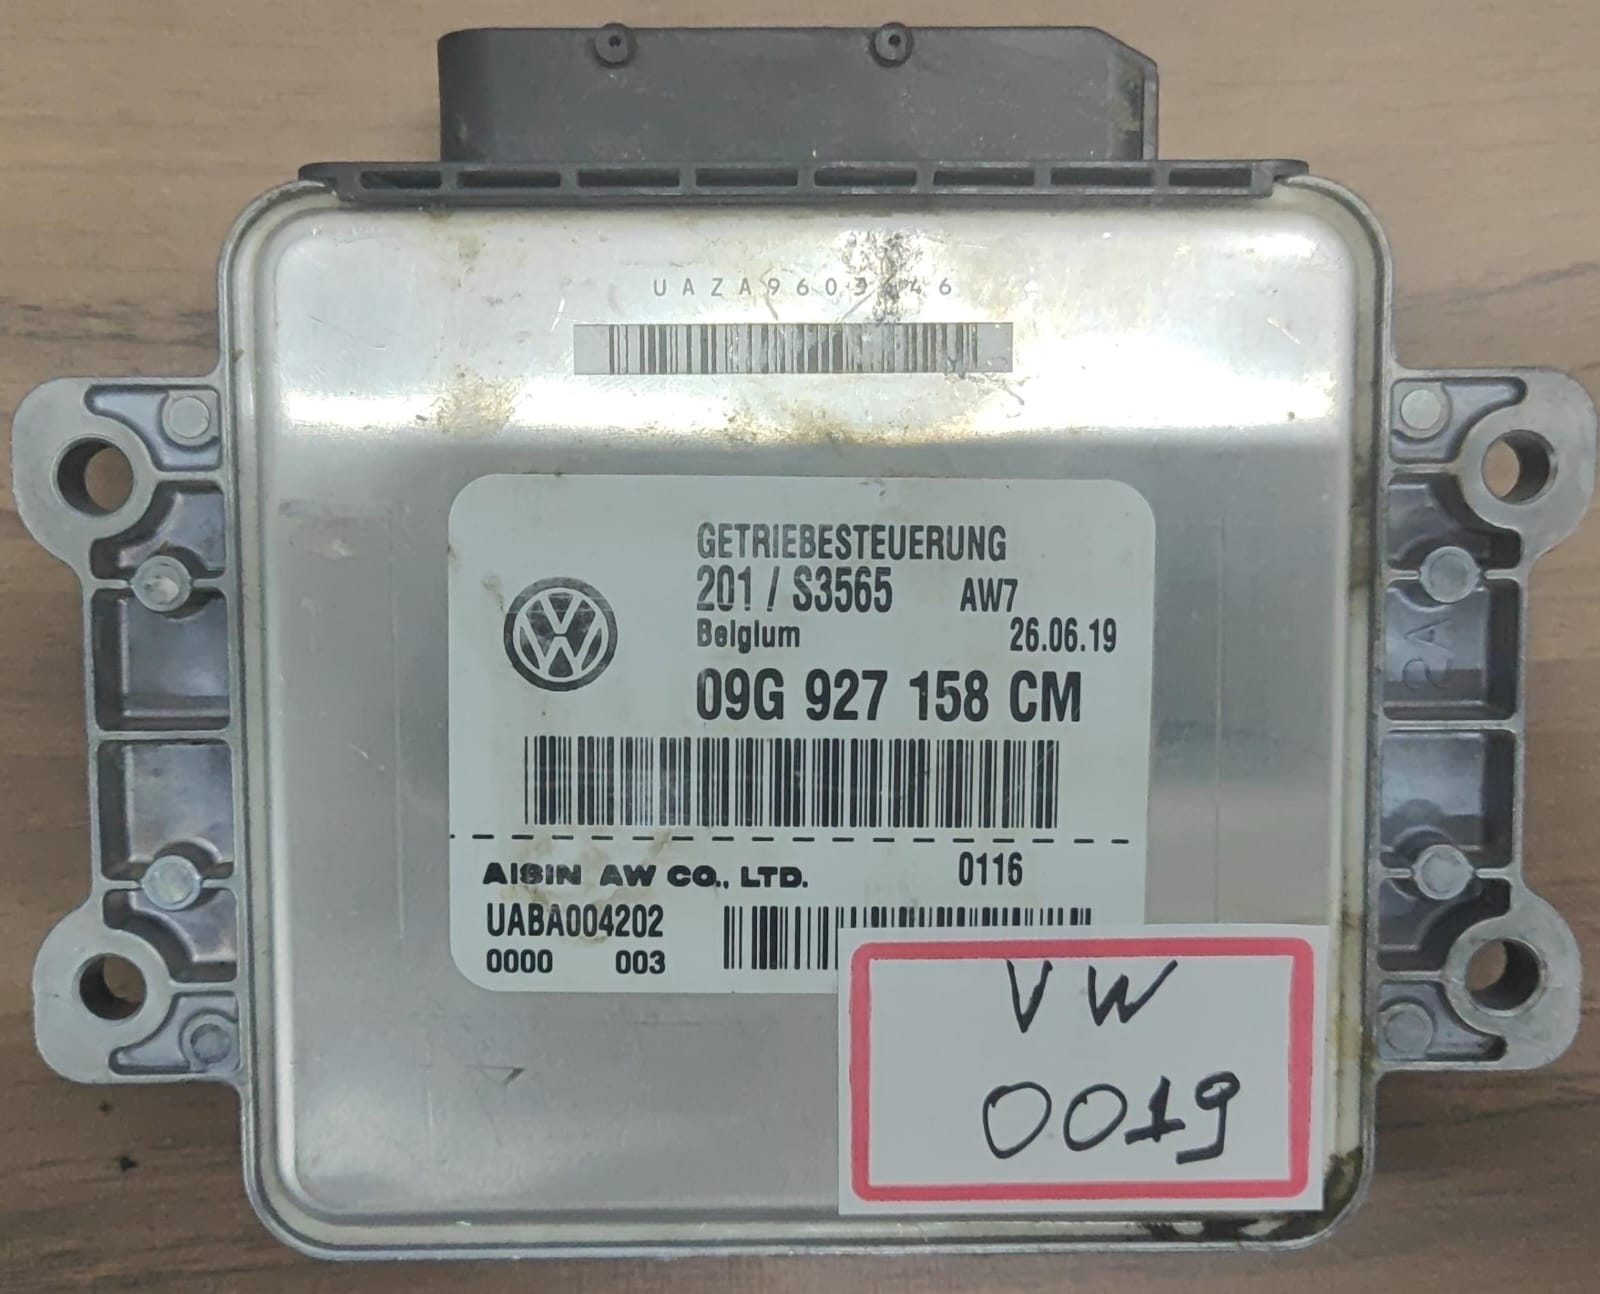 GETRIEBESTEUERUNG
201 / S3565 AW7
Belgium 26.06.19
09G 927 158 CM
AISIN AW CO., LTD. 0116
UABA004202
0000 003
VW
0019